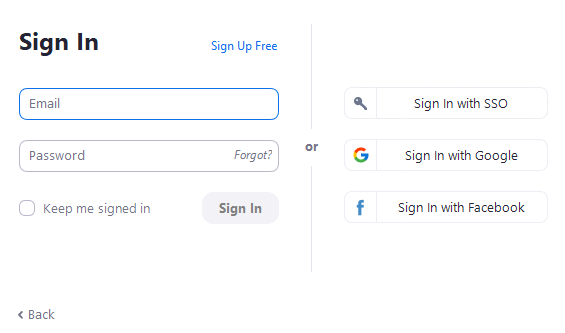 Sign In
Sign Up Free
Email
Password
Forgot?
Keep me signed in
Sign In
or
Sign In with SSO
Sign In with Google
Sign In with Facebook
Back